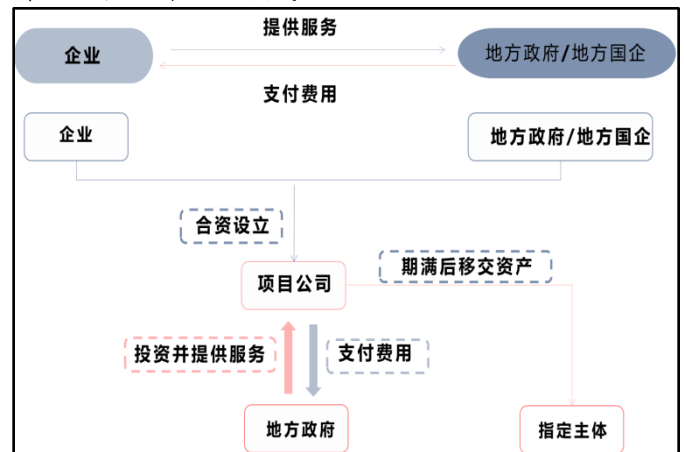 提供服务
企业
地方政府/地方国企
支付费用
企业
地方政府/地方国企
合资设立
期满后移交资产
项目公司
投资并提供服务
支付费用
地方政府
指定主体